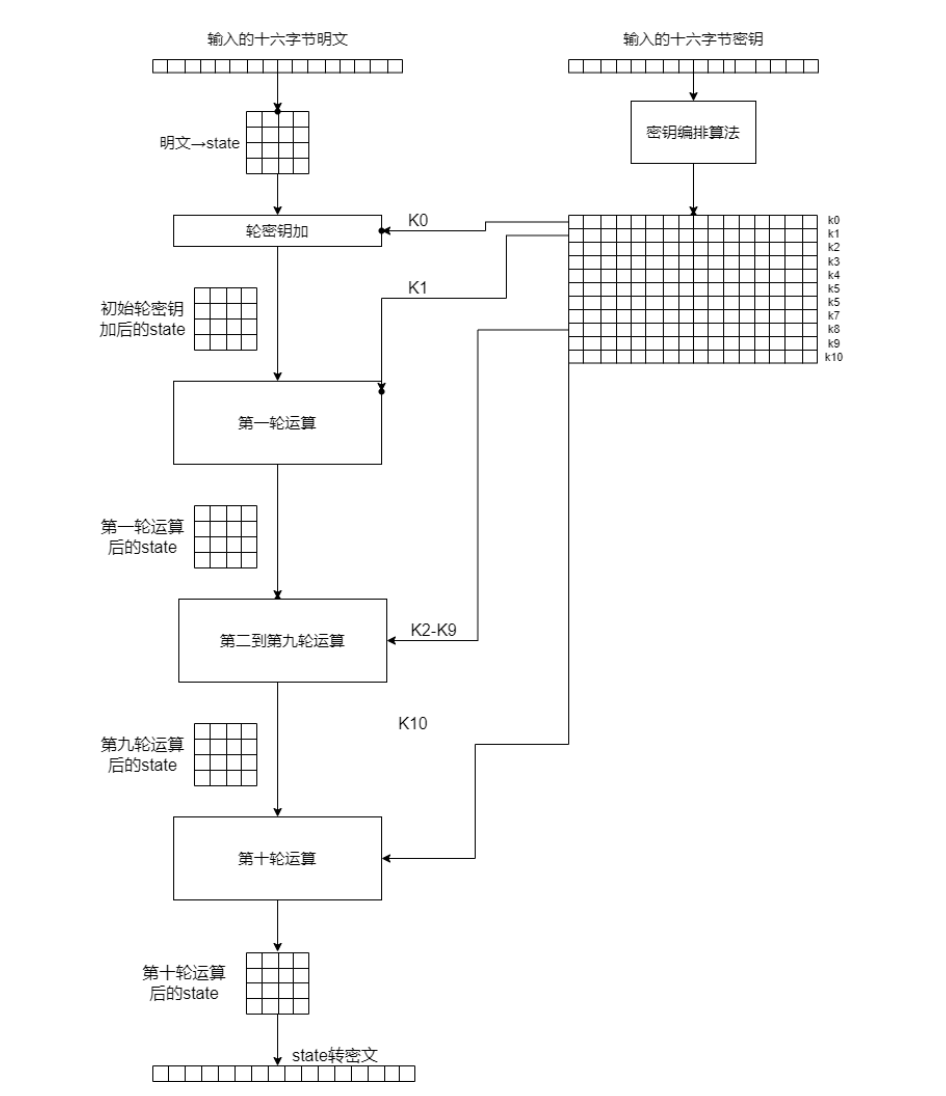 输入的十六字节明文
输入的十六字节密钥
明文→state
密钥编排算法
轮密钥加
K0
k0
k1
k2
k3
k4
k5
k5
k7
k8
k9
k10
K1
初始轮密钥
加后的state
第一轮运算
第一轮运算
后的state
第二到第九轮运算
K2-K9
K10
第九轮运算
后的state
第十轮运算
第十轮运算
后的state
state转密文